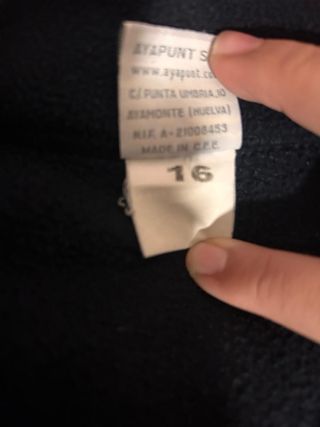 AYAPUNT S
www.ayapunt.co
C/ PUNTA UMBRIA,10
AYAMONTE (HUELVA)
N.I.F. A-21008453
MADE IN C.E.E.
16